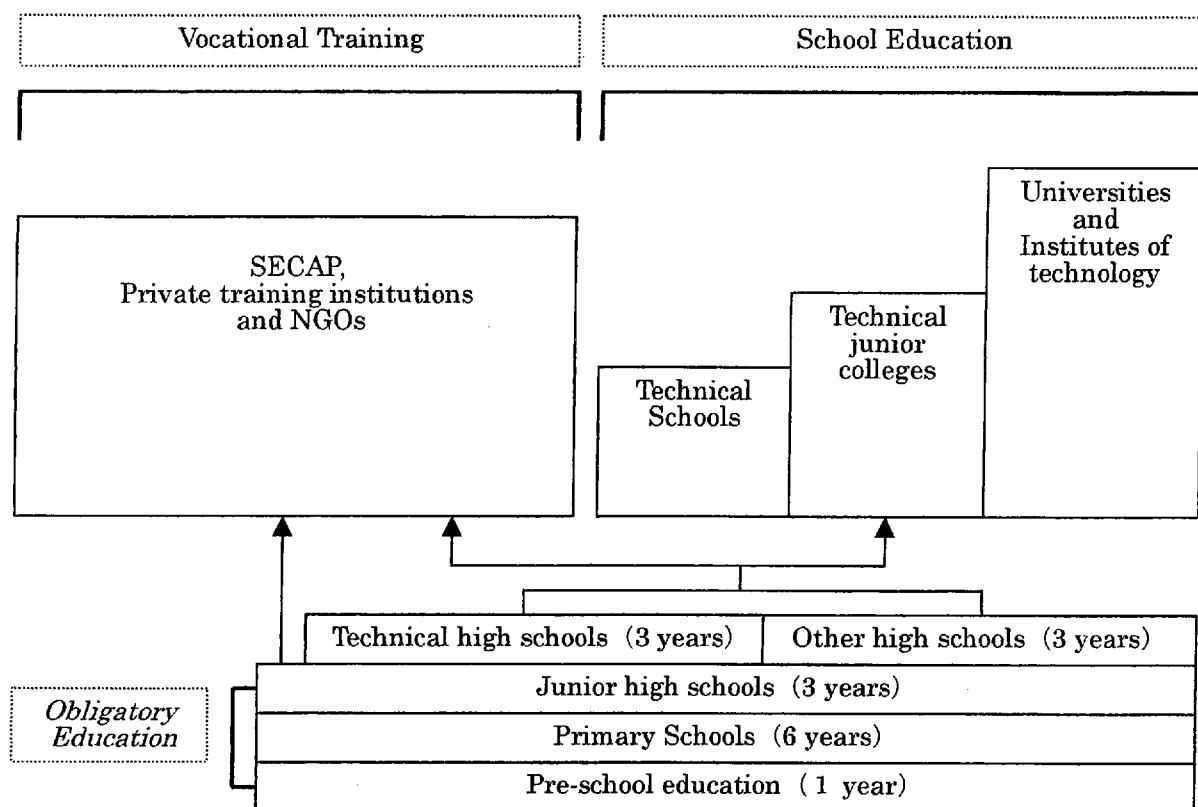 Vocational Training
School Education
SECAP,
Private training institutions
and NGOs
Technical
Schools
Technical
junior
colleges
Universities
and
Institutes of
technology
Technical high schools (3 years)
Other high schools (3 years)
Obligatory
Education
Junior high schools (3 years)
Primary Schools (6 years)
Pre-school education (1 year)